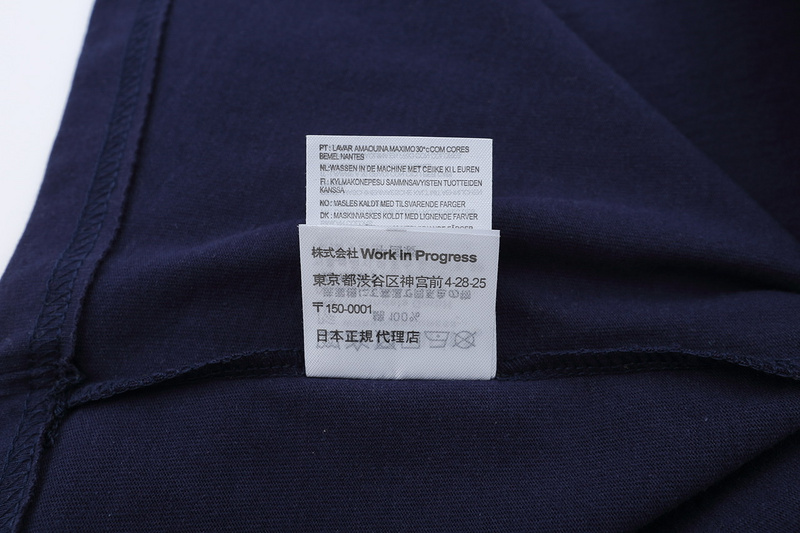 PT : LAVAR AMAQUINA MAXIMO 30°c COM CORES
BEMEL NANTES
NL:WASSEN IN DE MACHINE MET CEIJKE KI L EUREN
FI : KYLMAKONEPESU SAMMNSAVYISTEN TUOTTEIDEN
KANSSA
NO : VASLES KALDT MED TILSVARENDE FARGER
DK : MASKINVASKES KOLDT MED LIGNENDE FARVER
株式会社 Work in Progress
東京都渋谷区神宮前4-28-25
〒150-0001
日本正規代理店